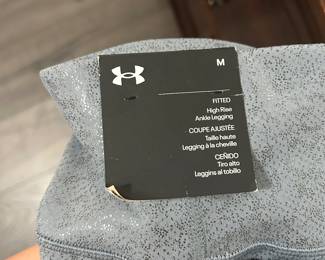 M
FITTED
High Rise
Ankle Legging
COUPE AJUSTÉE
Taille haute
Legging à la cheville
CEÑIDO
Tiro alto
Leggins al tobillo